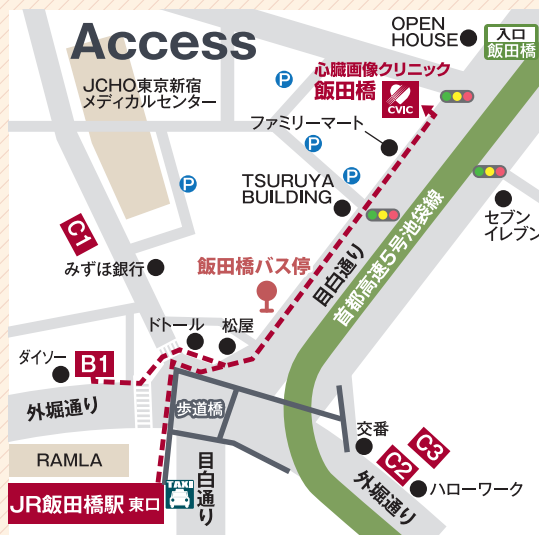 Access
OPEN
HOUSE
入口
飯田橋
JCHO東京新宿
メディカルセンター
心臓画像クリニック
飯田橋
CVIC
P
ファミリーマート
P
P
P
TSURUYA
BUILDING
セブン
イレブン
C1
みずほ銀行
飯田橋バス停
目白通り
首都高速5号池袋線
ドトール
松屋
ダイソー
B1
外堀通り
歩道橋
交番
C3
C2
RAMLA
目白通り
外堀通り
ハローワーク
TAXI
JR飯田橋駅 東口